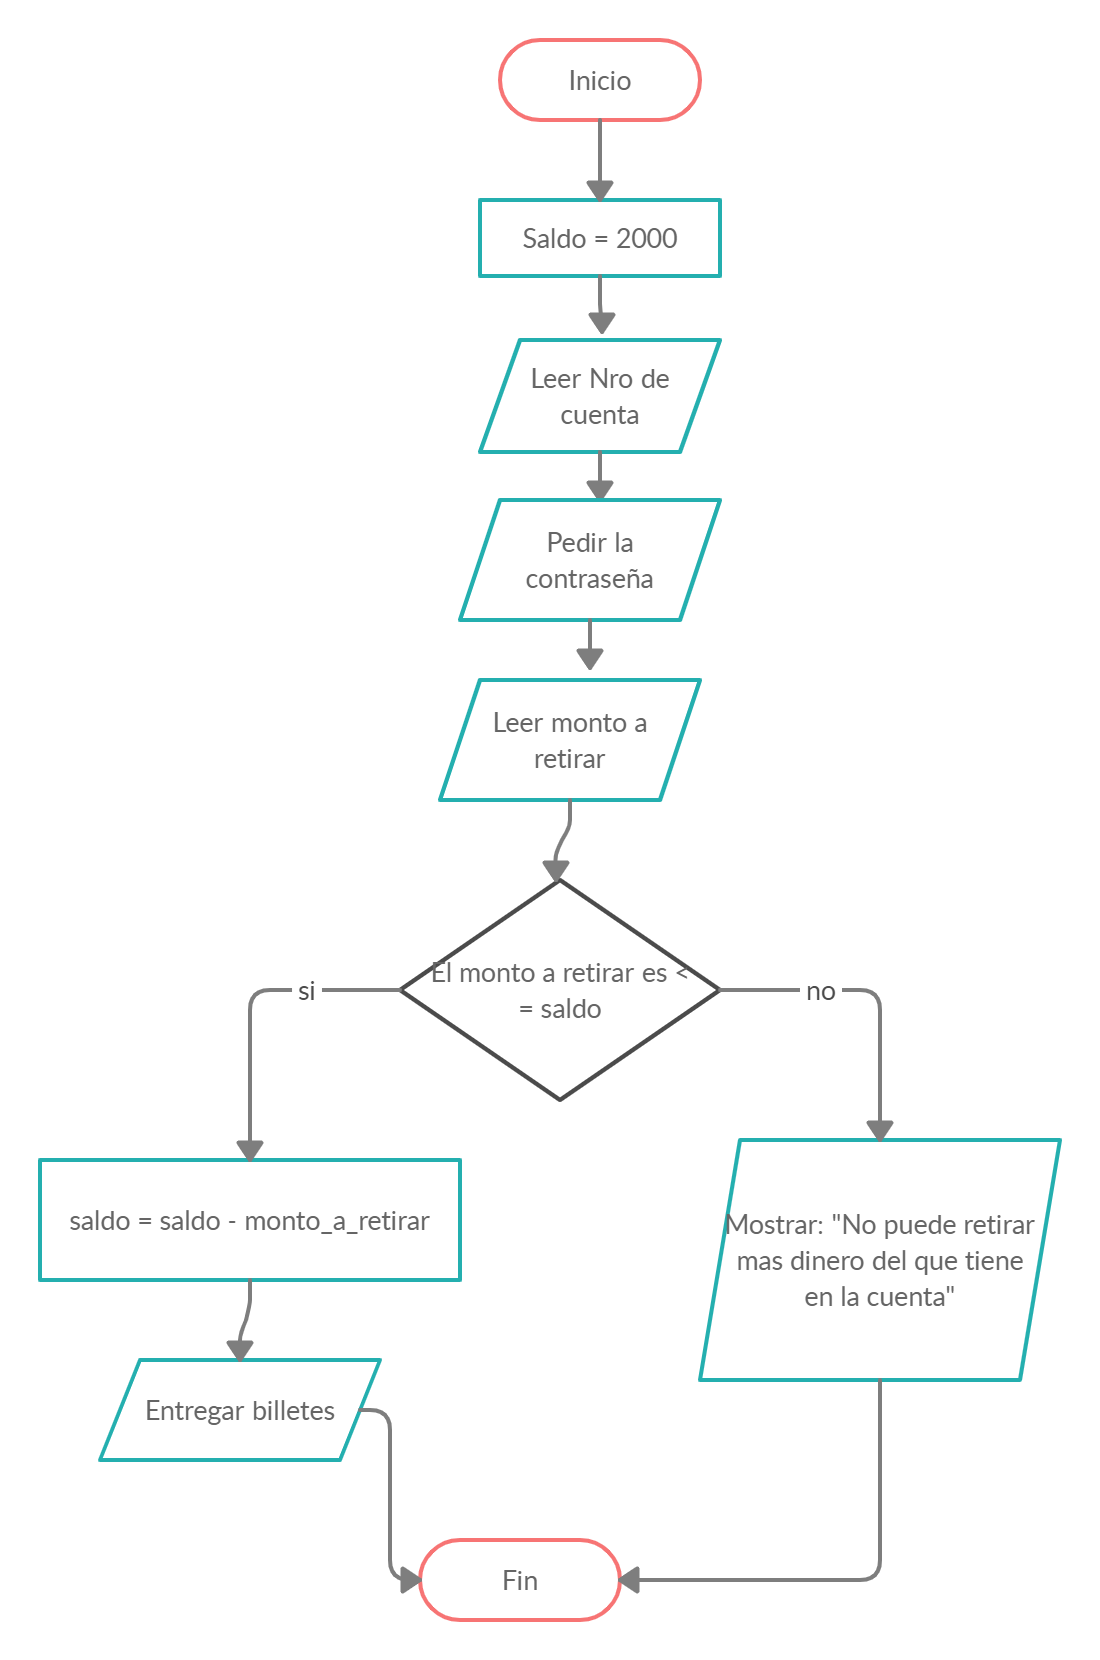 Inicio
Saldo = 2000
Leer Nro de
cuenta
Pedir la
contraseña
Leer monto a
retirar
El monto a retirar es <
= saldo
si
no
saldo = saldo - monto_a_retirar
Mostrar: "No puede retirar
mas dinero del que tiene
en la cuenta"
Entregar billetes
Fin